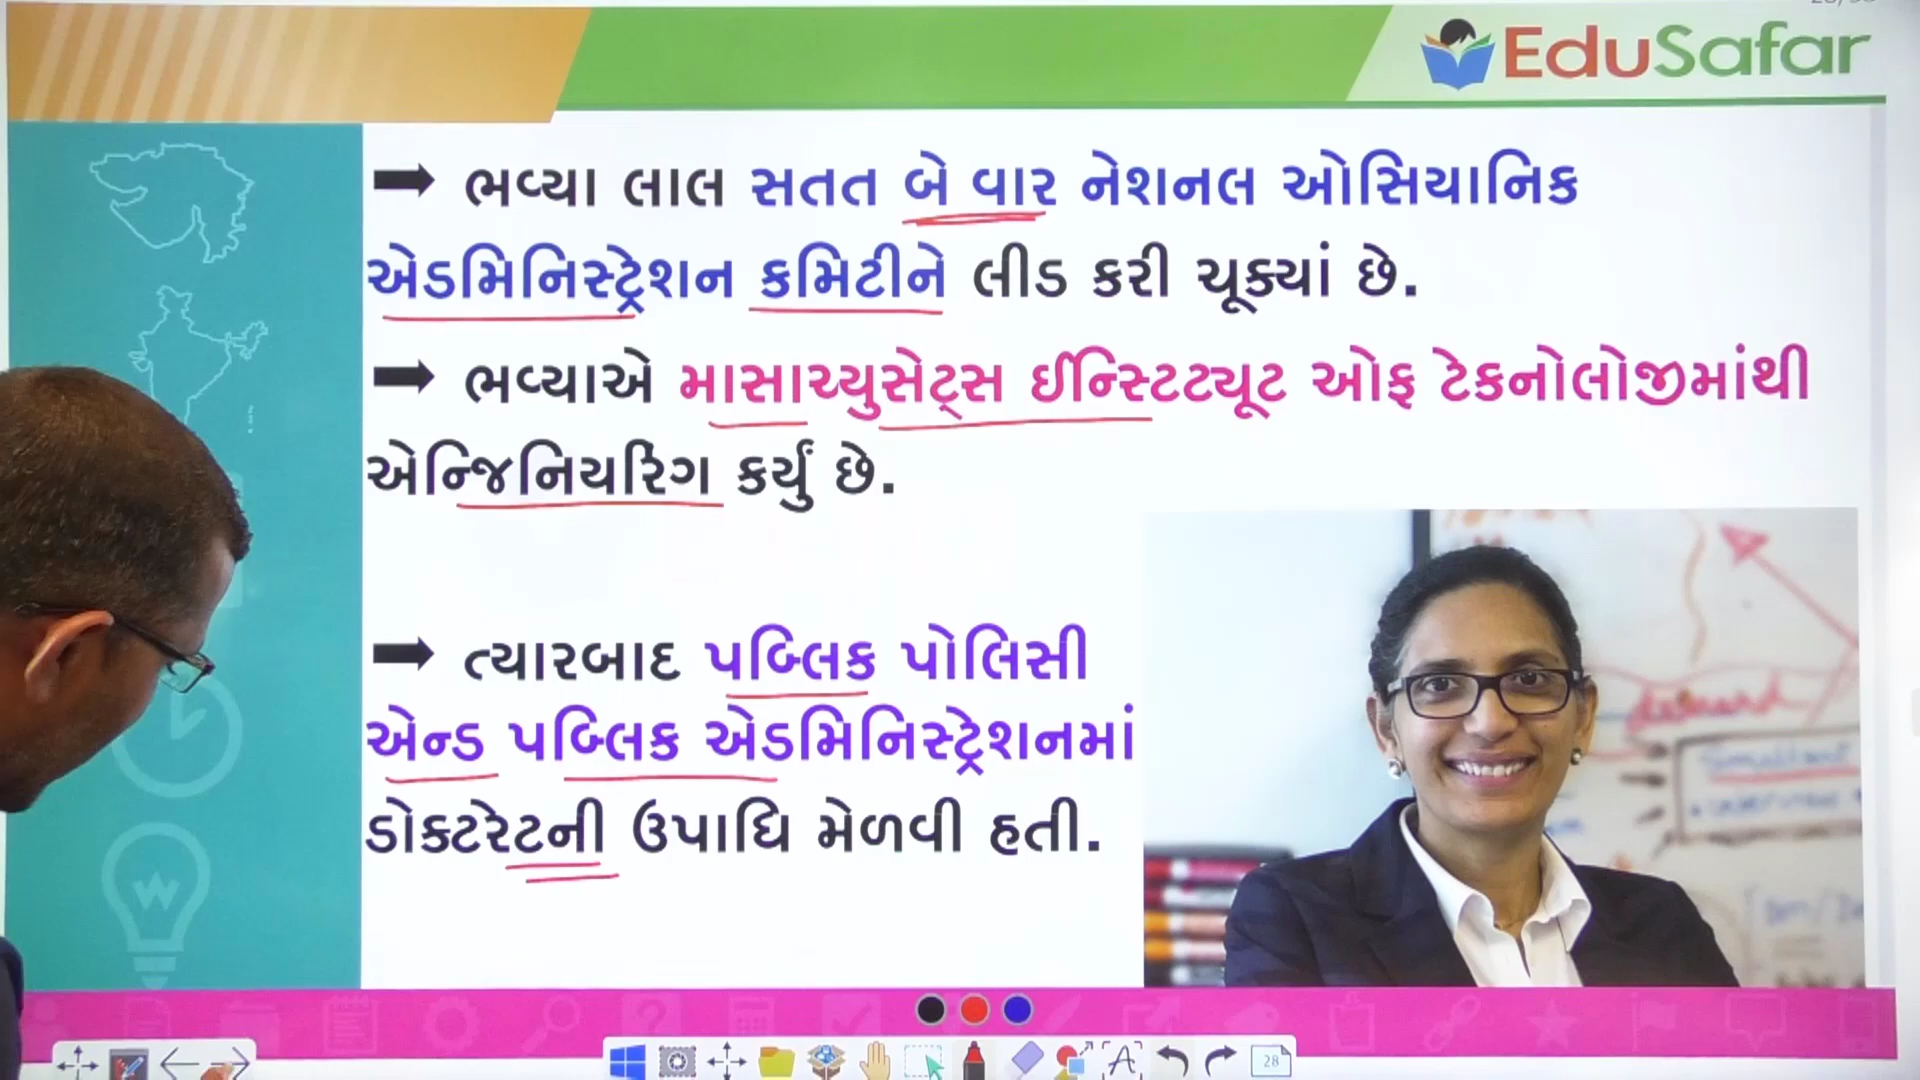 EduSafar
➡ ભવ્યા લાલ સતત બે વાર નેશનલ ઓસિયાનિક
એડમિનિસ્ટ્રેશન કમિટીને લીડ કરી ચૂક્યાં છે.
➡ ભવ્યાએ માસાચ્યુસેટ્સ ઈન્સ્ટિટ્યૂટ ઓફ ટેકનોલોજીમાંથી
એન્જિનિયરિંગ કર્યું છે.
➡ ત્યારબાદ પબ્લિક પોલિસી
એન્ડ પબ્લિક એડમિનિસ્ટ્રેશનમાં
ડોક્ટરેટની ઉપાધિ મેળવી હતી.
28